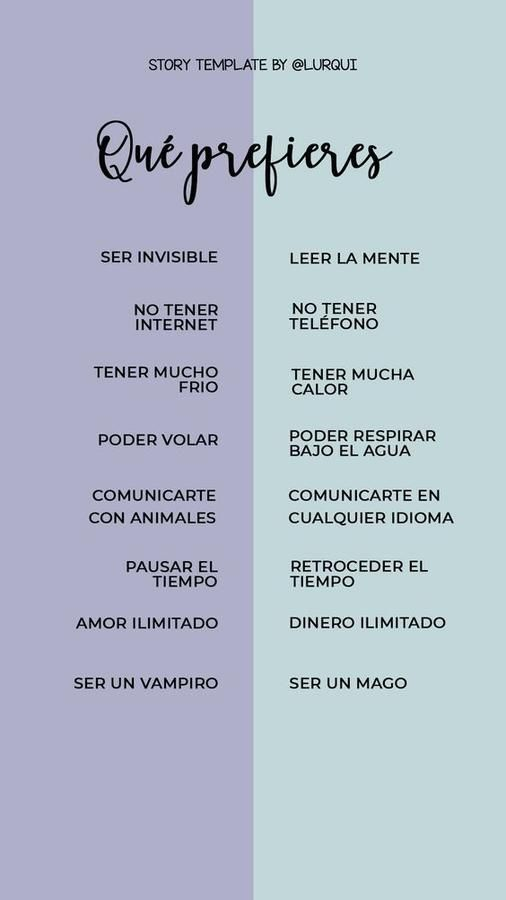 STORY TEMPLATE BY @LURQUI
Qué prefieres
SER INVISIBLE
LEER LA MENTE
NO TENER
INTERNET
NO TENER
TELÉFONO
TENER MUCHO
FRIO
TENER MUCHA
CALOR
PODER VOLAR
PODER RESPIRAR
BAJO EL AGUA
COMUNICARTE
CON ANIMALES
COMUNICARTE EN
CUALQUIER IDIOMA
PAUSAR EL
TIEMPO
RETROCEDER EL
TIEMPO
AMOR ILIMITADO
DINERO ILIMITADO
SER UN VAMPIRO
SER UN MAGO